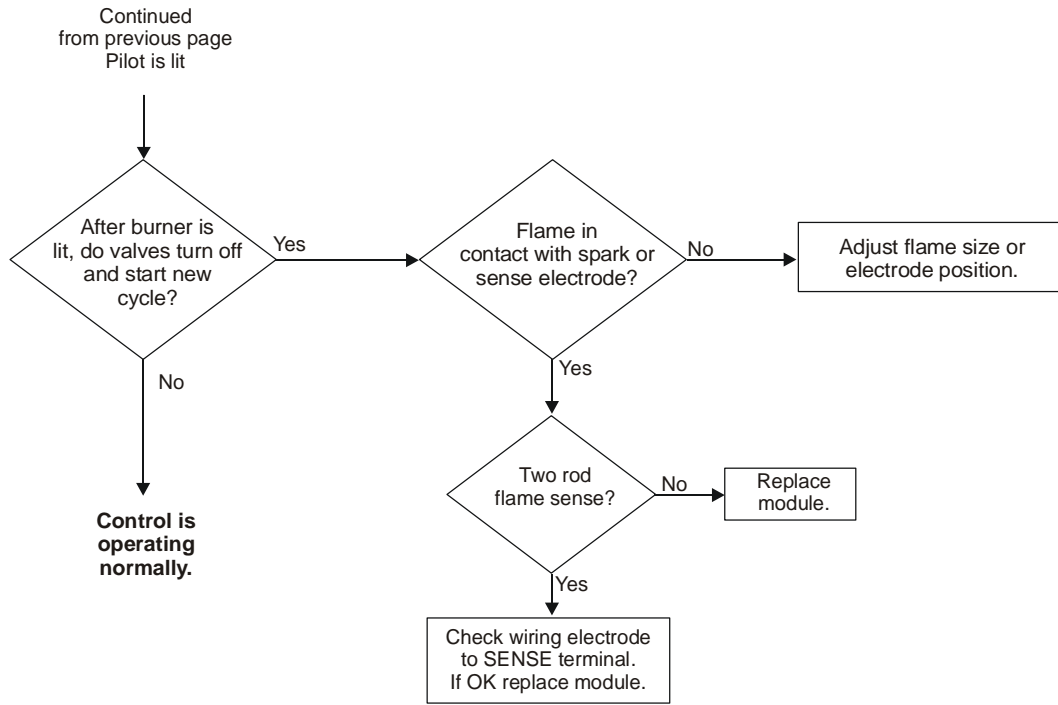 Continued
from previous page
Pilot is lit
After burner is
lit, do valves turn off
and start new
cycle?
Yes
Flame in
contact with spark or
sense electrode?
No
Adjust flame size or
electrode position.
No
Control is
operating
normally.
Yes
Two rod
flame sense?
No
Replace
module.
Yes
Check wiring electrode
to SENSE terminal.
If OK replace module.